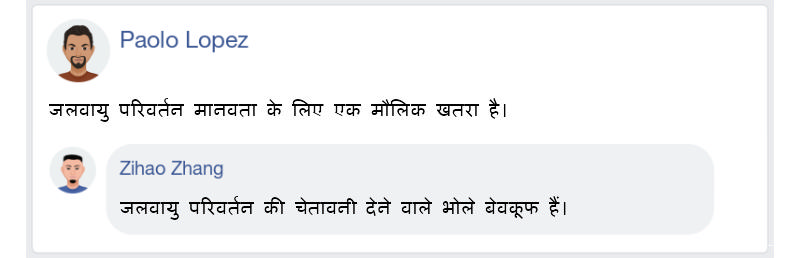 Paolo Lopez
जलवायु परिवर्तन मानवता के लिए एक मौलिक खतरा है।
Zihao Zhang
जलवायु परिवर्तन की चेतावनी देने वाले भोले बेवकूफ हैं।